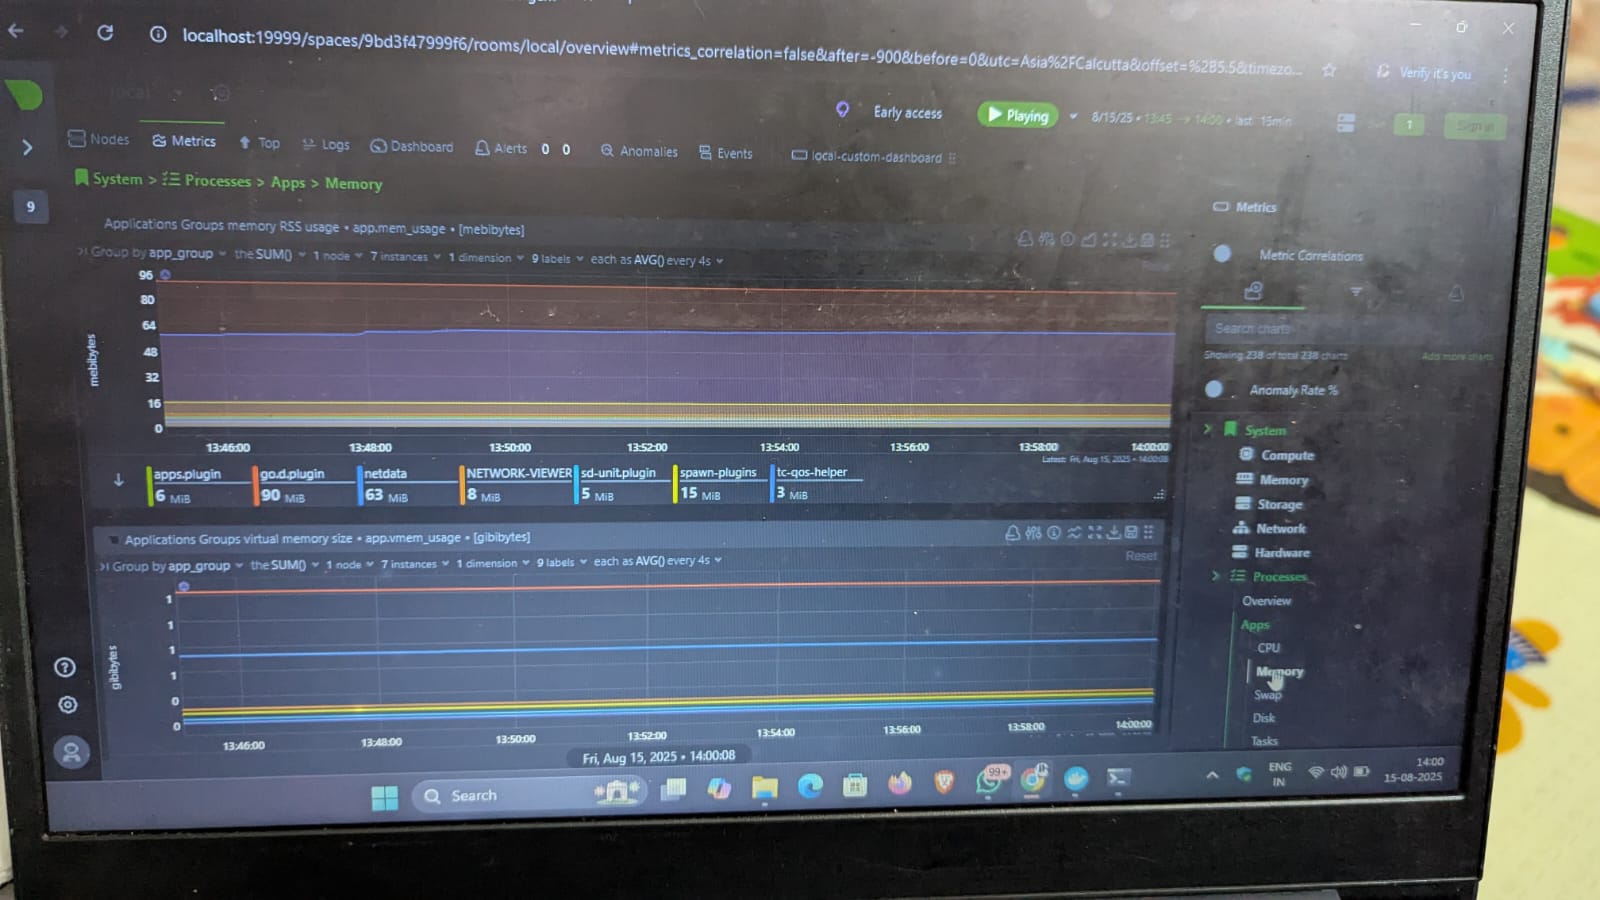 localhost:19999/spaces/9bd3f47999f6/rooms/local/overview#metrics_correlation=false&after=-900&before=0&utc=Asia%2FCalcutta&offset=%2B5.5&timezo...
Verify it's you
local
Early access
Playing
8/15/25 • 13:45 → 14:00 • last 15min
1
Sign in
Nodes
Metrics
Top
Logs
Dashboard
Alerts 0 0
Anomalies
Events
local-custom-dashboard
System > Processes > Apps > Memory
9
Applications Groups memory RSS usage • app.mem_usage • [mebibytes]
Group by app_group the SUM() 1 node 7 instances 1 dimension 9 labels each as AVG() every 4s
96
80
64
48
32
16
0
mebibytes
13:46:00 13:48:00 13:50:00 13:52:00 13:54:00 13:56:00 13:58:00 14:00:00
Latest: Fri, Aug 15, 2025 • 14:00:08
apps.plugin go.d.plugin netdata NETWORK-VIEWER sd-unit.plugin spawn-plugins tc-qos-helper
6 MiB 90 MiB 63 MiB 8 MiB 5 MiB 15 MiB 3 MiB
Applications Groups virtual memory size • app.vmem_usage • [gibibytes]
Reset
Group by app_group the SUM() 1 node 7 instances 1 dimension 9 labels each as AVG() every 4s
1
1
1
1
0
0
gibibytes
13:46:00 13:48:00 13:50:00 13:52:00 13:54:00 13:56:00 13:58:00 14:00:00
Fri, Aug 15, 2025 • 14:00:08
Metrics
Metric Correlations
Search charts
Showing 238 of total 238 charts
Add more charts
Anomaly Rate %
System
Compute
Memory
Storage
Network
Hardware
Processes
Overview
Apps
CPU
Memory
Swap
Disk
Tasks
Search
99+
ENG
IN
14:00
15-08-2025